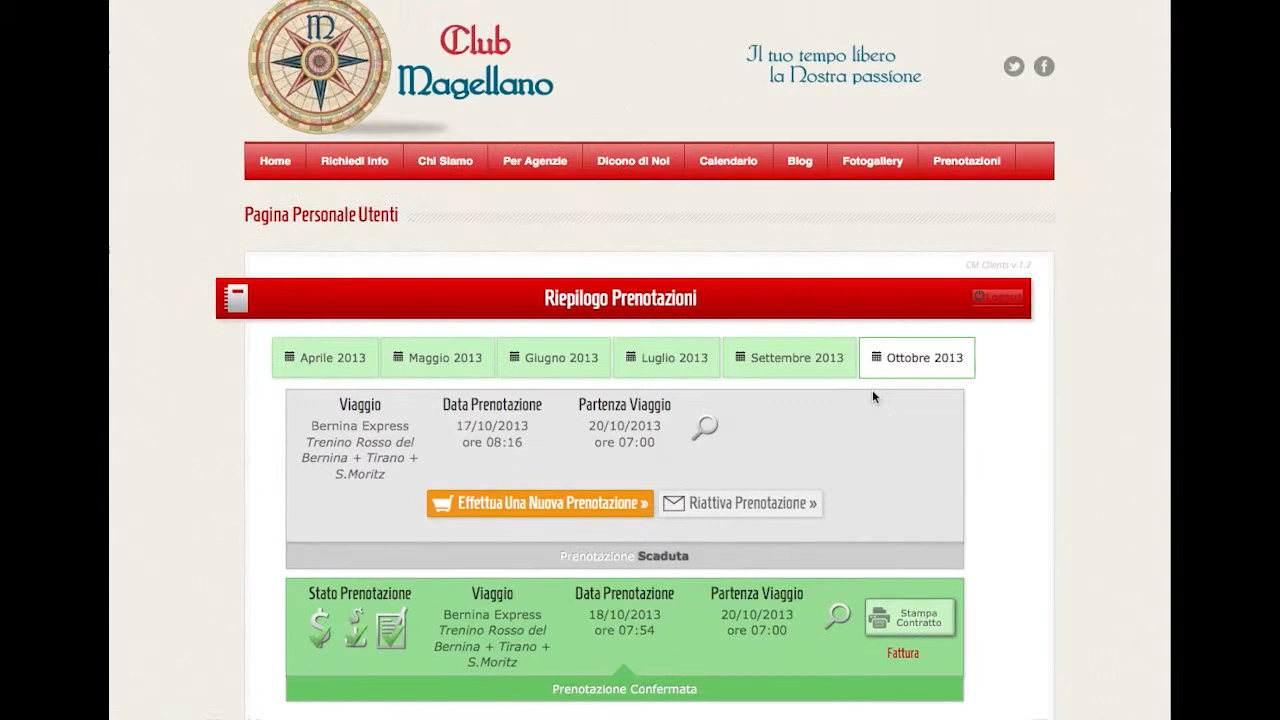 M
Club
Magellano
Il tuo tempo libero
la Nostra passione
Home Richiedi Info Chi Siamo Per Agenzie Dicono di Noi Calendario Blog Fotogallery Prenotazioni
Pagina Personale Utenti
CM Clients v.1.2
Riepilogo Prenotazioni
Logout
Aprile 2013 Maggio 2013 Giugno 2013 Luglio 2013 Settembre 2013 Ottobre 2013
Viaggio Data Prenotazione Partenza Viaggio
Bernina Express 17/10/2013 20/10/2013
Trenino Rosso del ore 08:16 ore 07:00
Bernina + Tirano +
S.Moritz
Effettua Una Nuova Prenotazione » Riattiva Prenotazione »
Prenotazione Scaduta
Stato Prenotazione Viaggio Data Prenotazione Partenza Viaggio
Bernina Express 18/10/2013 20/10/2013 Stampa
Trenino Rosso del ore 07:54 ore 07:00 Contratto
Bernina + Tirano + Fattura
S.Moritz
Prenotazione Confermata